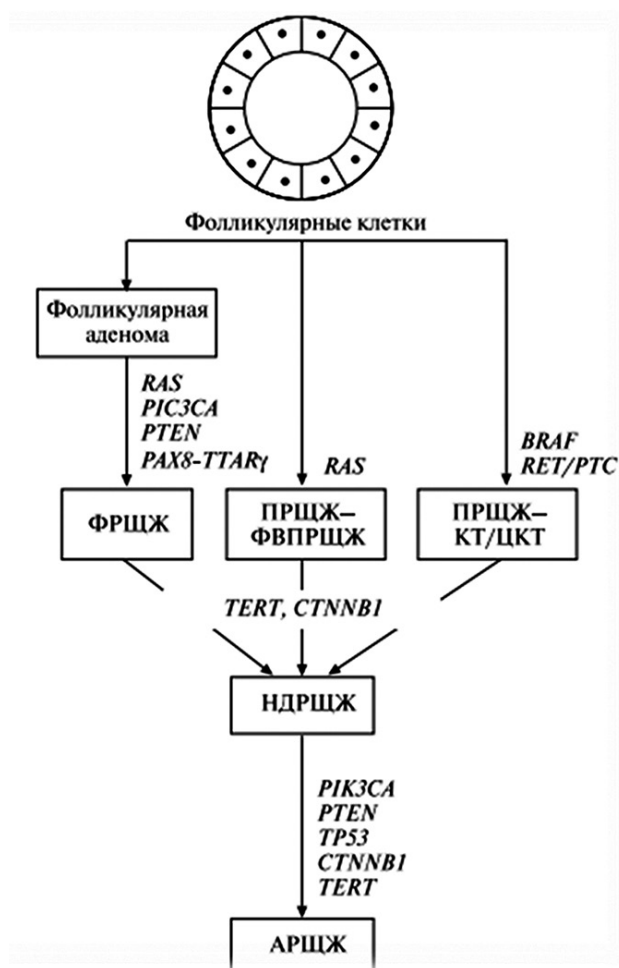 Фолликулярные клетки
Фолликулярная
аденома
RAS
PIC3CA
PTEN
PAX8-TTARγ
RAS
BRAF
RET/PTC
ФРЩЖ
ПРЩЖ–
ФВПРЩЖ
ПРЩЖ–
КТ/ЦКТ
TERT, CTNNB1
НДРЩЖ
PIK3CA
PTEN
TP53
CTNNB1
TERT
АРЩЖ